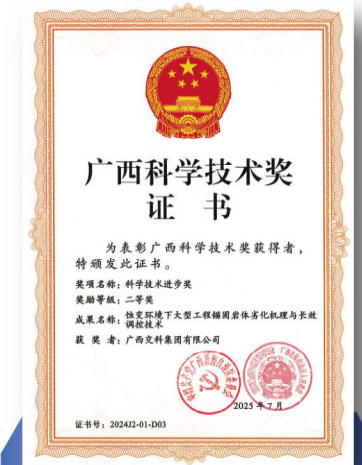 广西科学技术奖
证 书
为表彰广西科学技术奖获得者，
特颁发此证书。
奖项名称：科学技术进步奖
奖励等级：二等奖
成果名称：蚀变环境下大型工程锚固岩体劣化机理与长效
调控技术
获 奖 者：广西交科集团有限公司
2025年7月
证书号：2024J2-01-D03